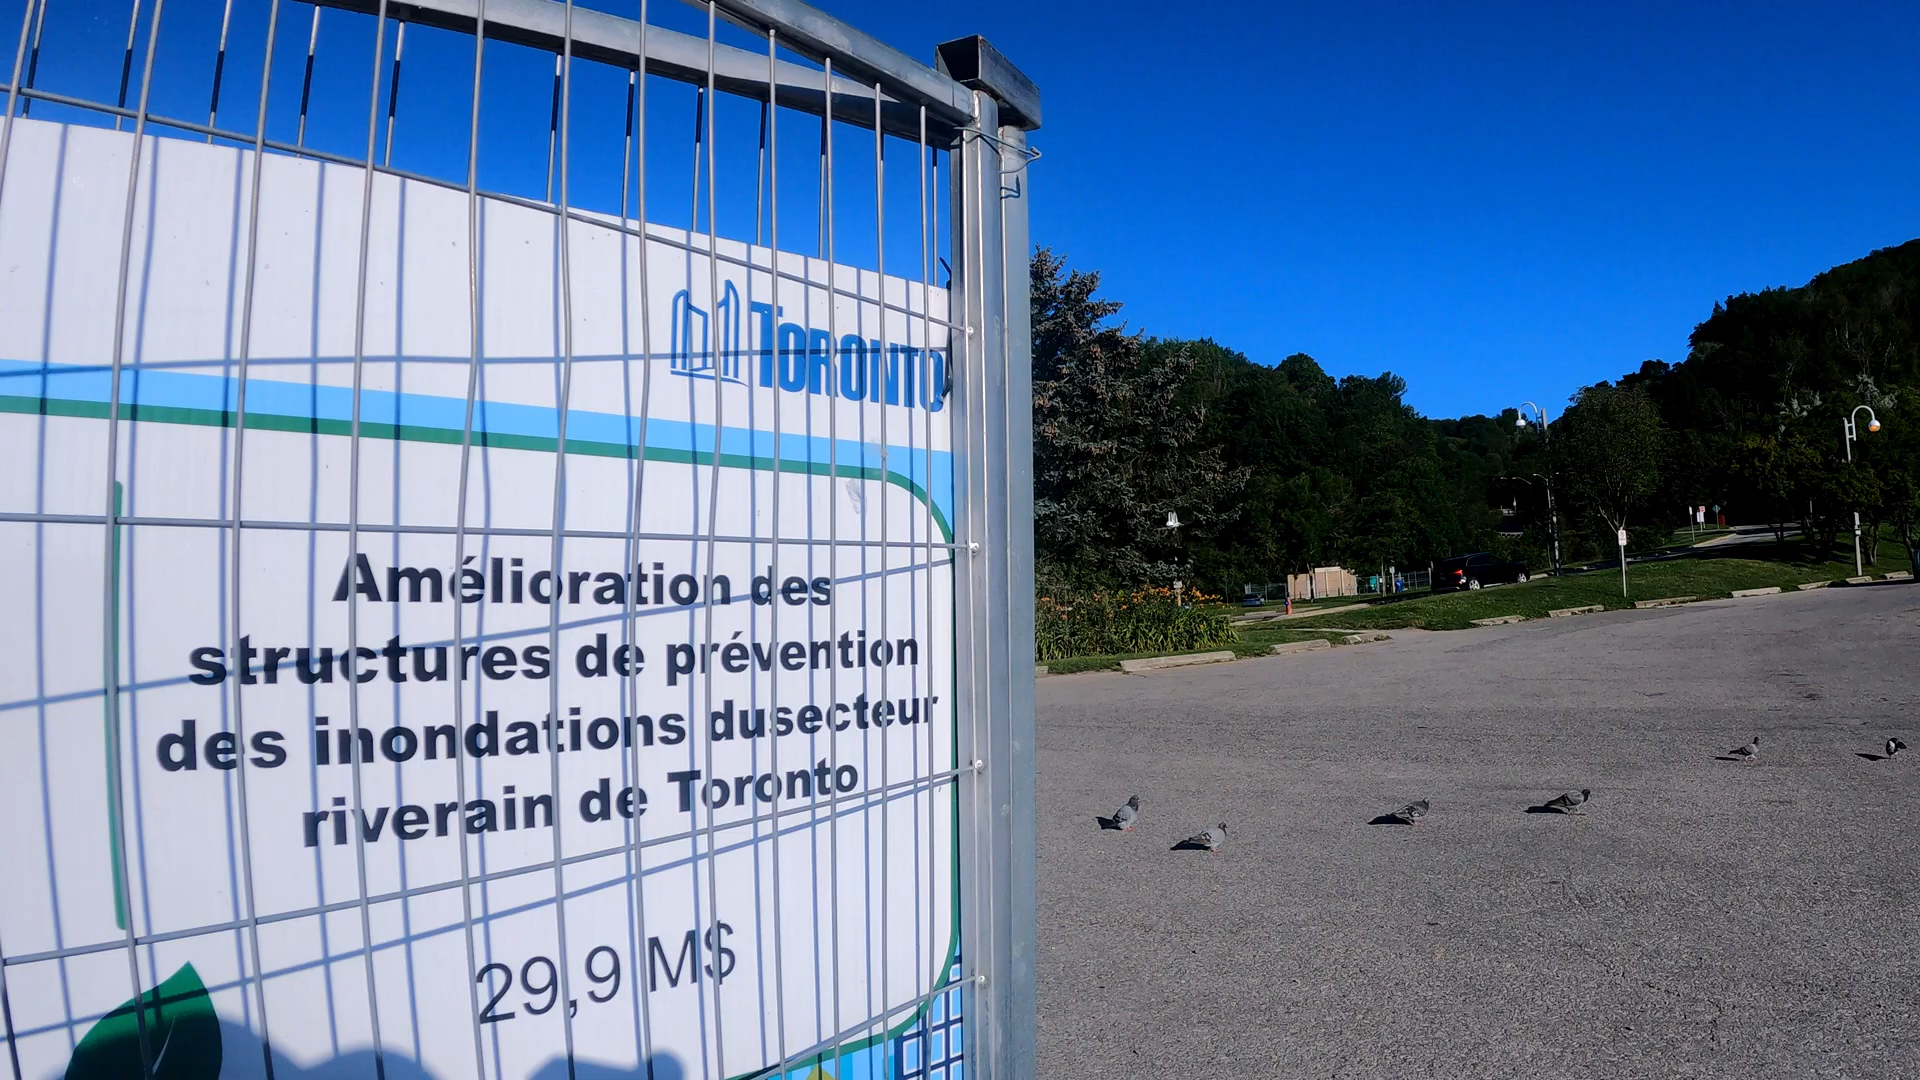 TORONTO
Amélioration des
structures de prévention
des inondations dusecteur
riverain de Toronto
29,9 M$